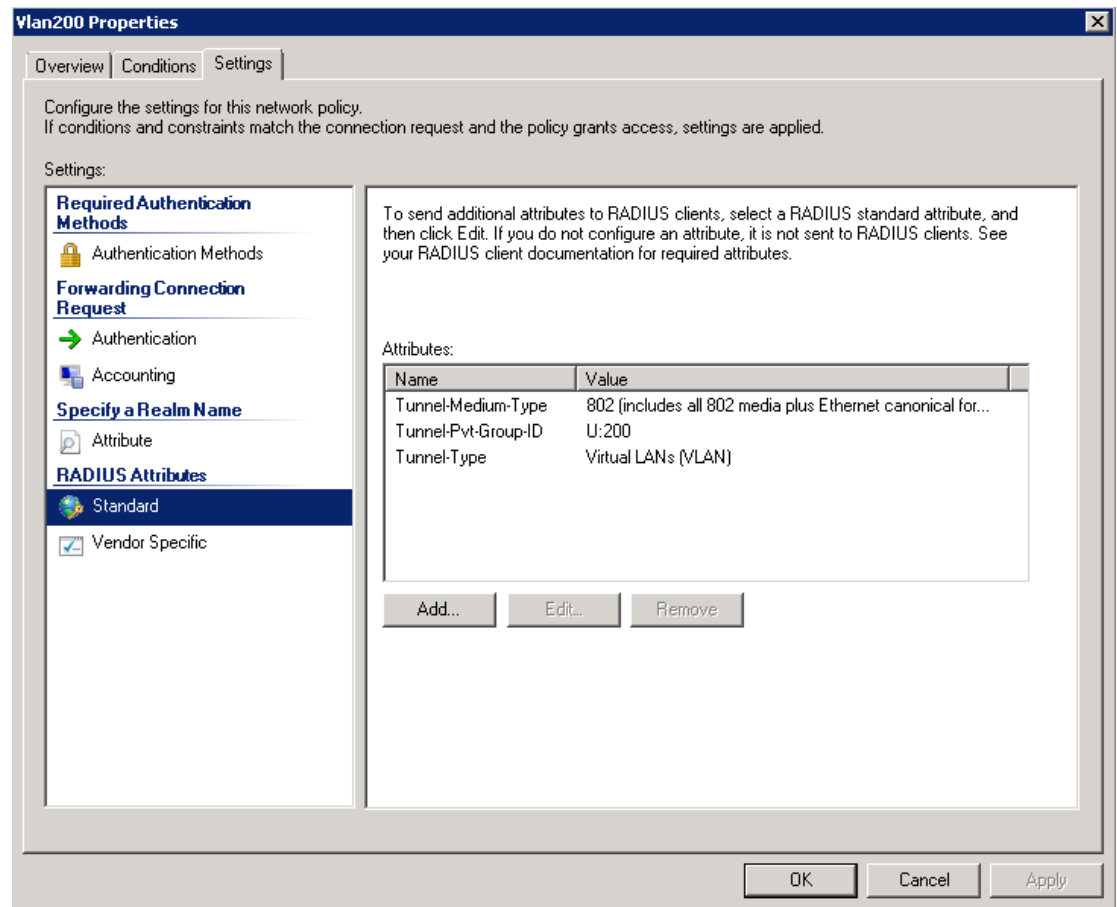 Vlan200 Properties
Overview
Conditions
Settings
Configure the settings for this network policy.
If conditions and constraints match the connection request and the policy grants access, settings are applied.
Settings:
Required Authentication
Methods
Authentication Methods
Forwarding Connection
Request
Authentication
Accounting
Specify a Realm Name
Attribute
RADIUS Attributes
Standard
Vendor Specific
To send additional attributes to RADIUS clients, select a RADIUS standard attribute, and
then click Edit. If you do not configure an attribute, it is not sent to RADIUS clients. See
your RADIUS client documentation for required attributes.
Attributes:
Name Value
Tunnel-Medium-Type 802 (includes all 802 media plus Ethernet canonical for...
Tunnel-Pvt-Group-ID U:200
Tunnel-Type Virtual LANs (VLAN)
Add... Edit... Remove
OK Cancel Apply